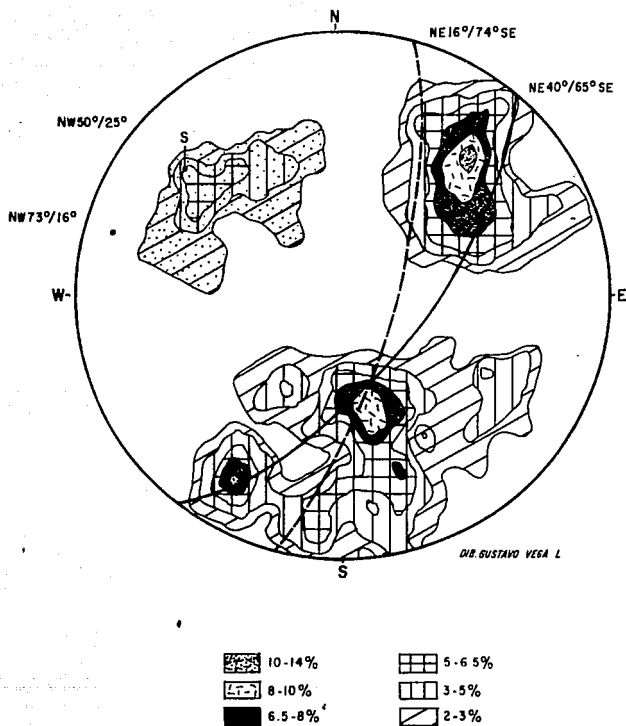 N
NE16°/74°SE
NE40°/65°SE
NW50°/25°
S
NW73°/16°
W
E
DIB. GUSTAVO VEGA L
S
10-14%
5-6 5%
8-10%
3-5%
6.5-8%
2-3%